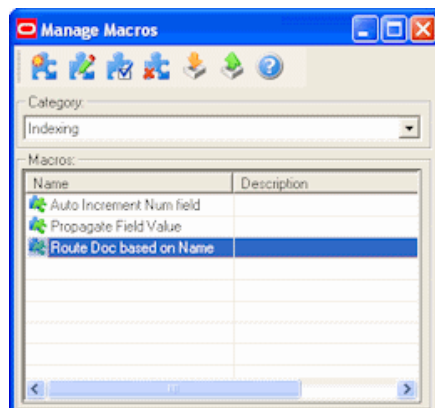 Manage Macros
Category:
Indexing
Macros:
Name Description
Auto Increment Num field
Propagate Field Value
Route Doc based on Name